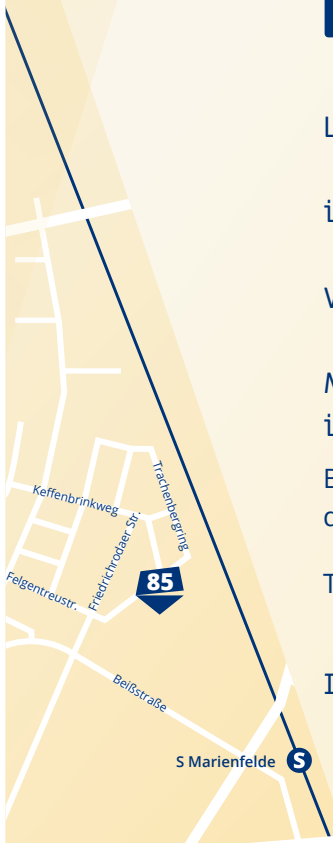 L
i
V
M
i
E
Trachenbergring
Keffenbrinkweg
Friedrichrodaer Str.
85
Felgentreustr.
T
Beißstraße
S Marienfelde S